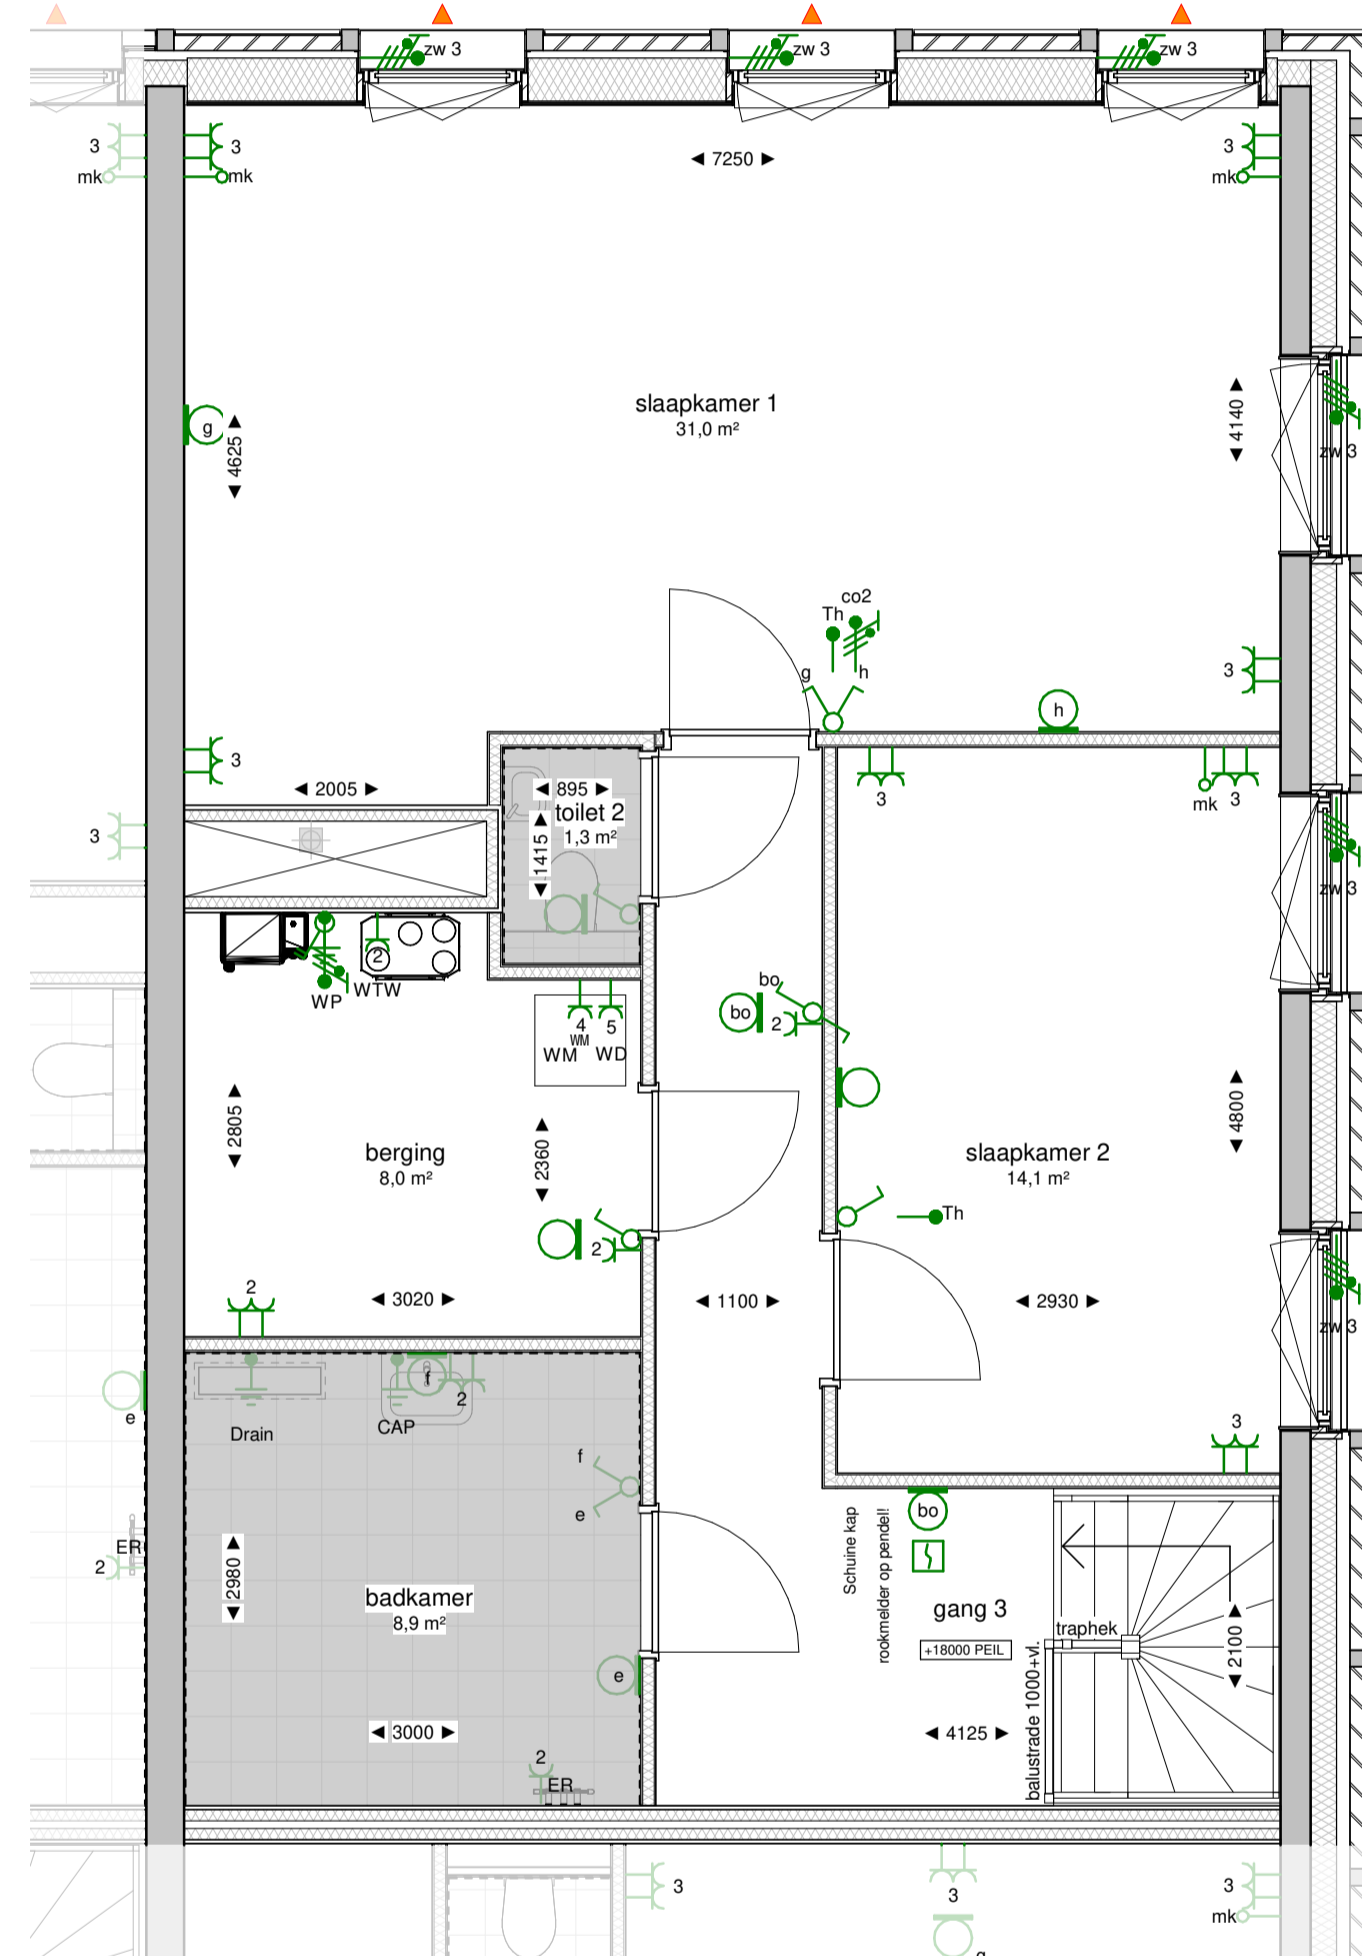 zw 3
zw 3
zw 3
3
3
3
mk
mk
mk
7250
slaapkamer 1
31,0 m²
4140
g
4625
zw 3
co2
Th
g
h
3
h
3
2005
895
toilet 2
1,3 m²
1415
3
mk
3
3
zw 3
2
WTW
WP
bo
bo
2
4
5
WM
WM
WD
2805
berging
8,0 m²
2360
4800
slaapkamer 2
14,1 m²
Th
2
2
3020
1100
2930
zw 3
f
2
e
Drain
CAP
3
f
e
Schuine kap
rookmelder op pendel!
bo
ER
2
2980
badkamer
8,9 m²
gang 3
+18000 PEIL
traphek
2100
balustrade 1000+vl.
e
3000
4125
2
ER
3
3
3
mk
g